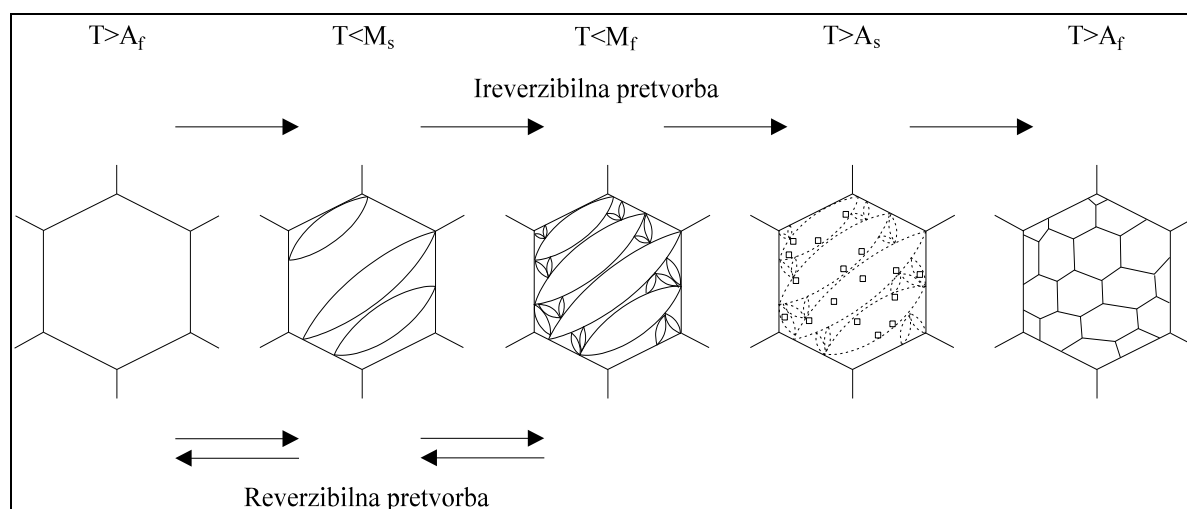 T>A_f T<M_s T<M_f T>A_s T>A_f
Ireverzibilna pretvorba
Reverzibilna pretvorba